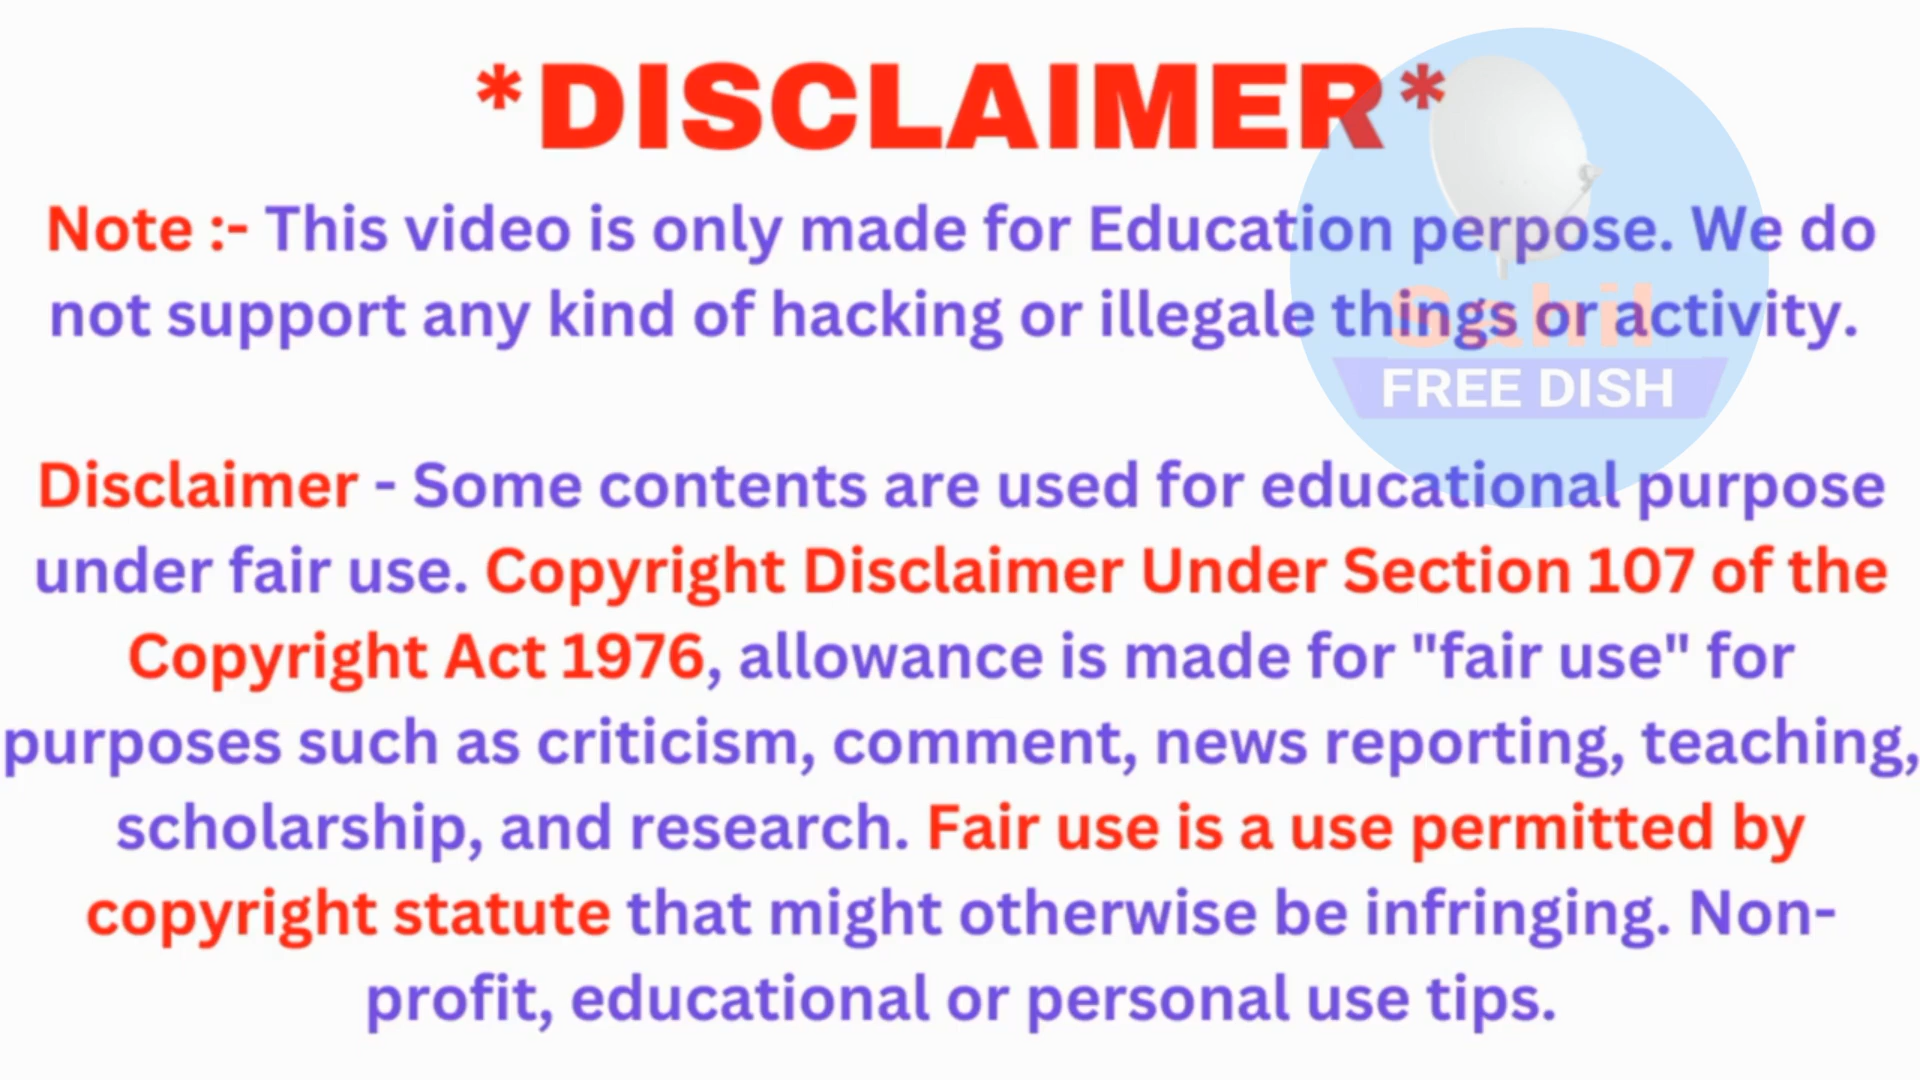 *DISCLAIMER*
Note :- This video is only made for Education perpose. We do
not support any kind of hacking or illegale things or activity.
Sahil
FREE DISH
Disclaimer - Some contents are used for educational purpose
under fair use. Copyright Disclaimer Under Section 107 of the
Copyright Act 1976, allowance is made for "fair use" for
purposes such as criticism, comment, news reporting, teaching,
scholarship, and research. Fair use is a use permitted by
copyright statute that might otherwise be infringing. Non-
profit, educational or personal use tips.